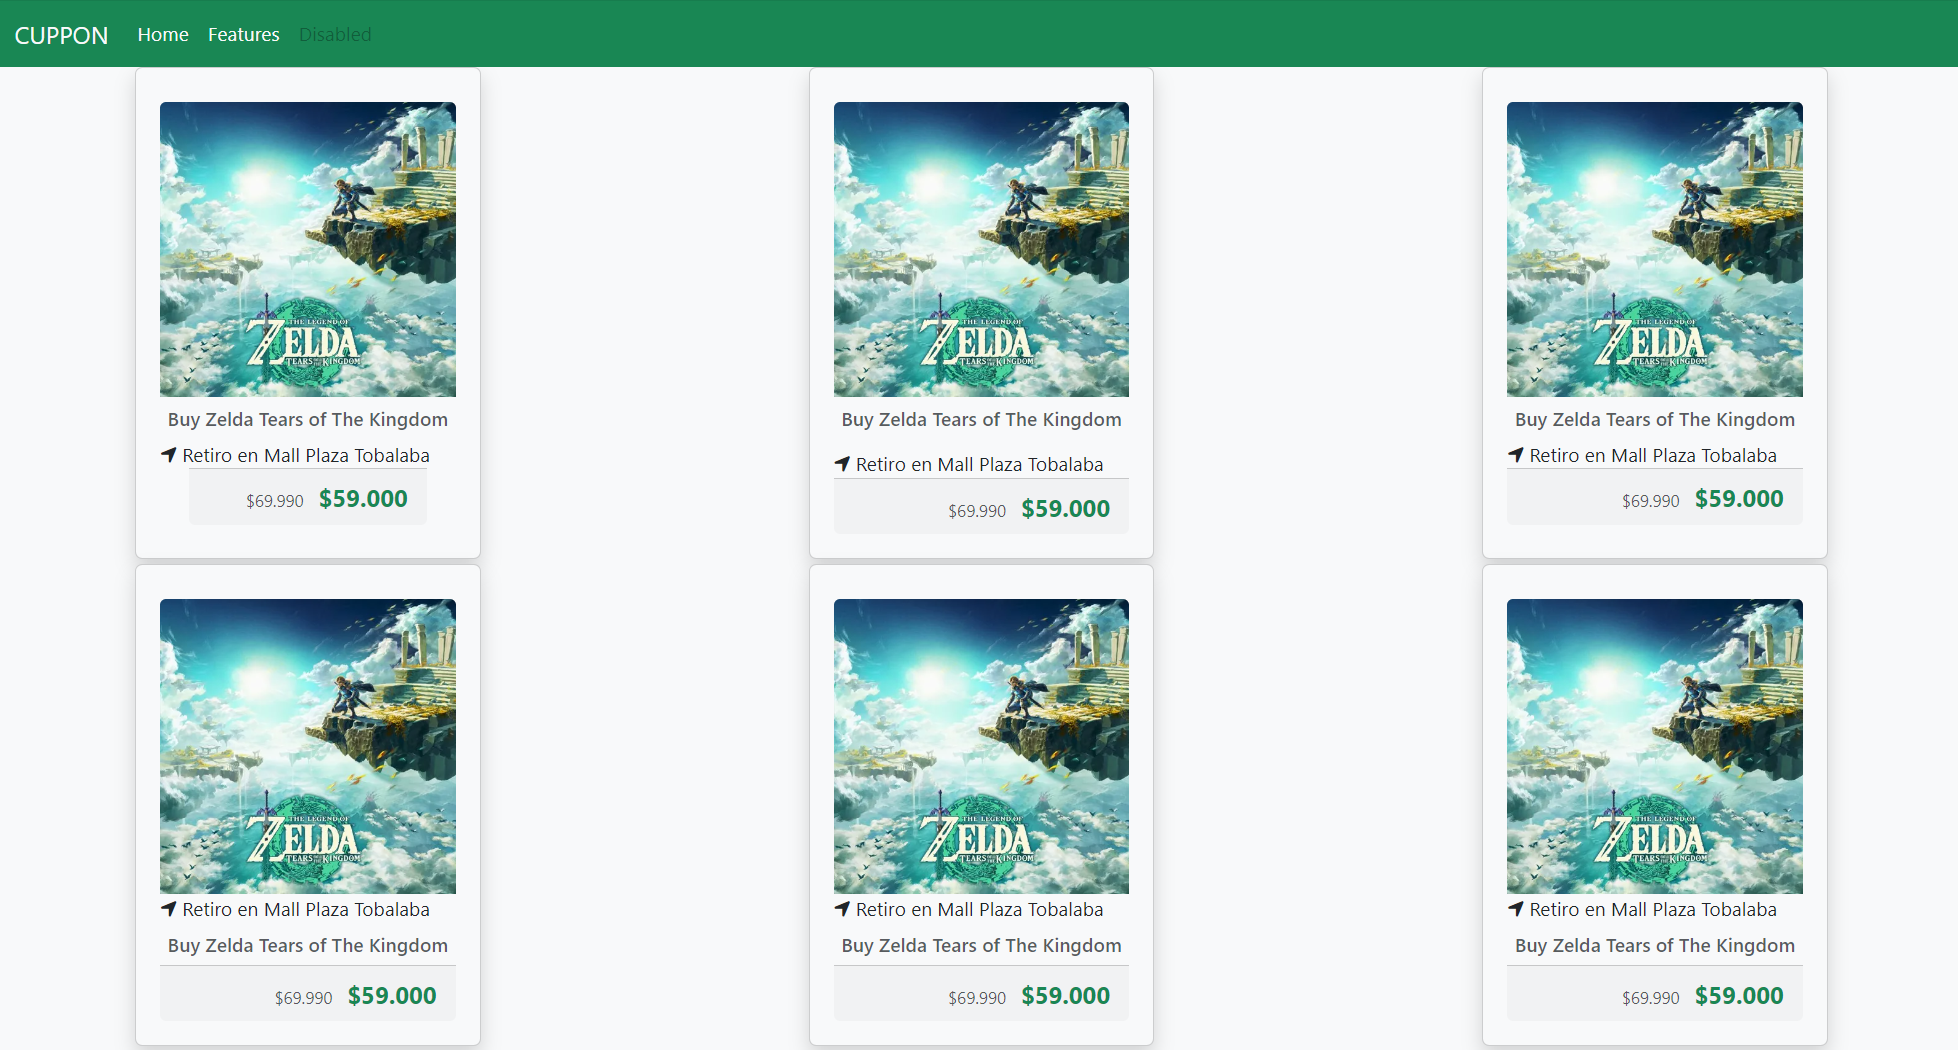 CUPPON Home Features Disabled
THE LEGEND OF
ZELDA
TEARS OF THE KINGDOM
Buy Zelda Tears of The Kingdom
Retiro en Mall Plaza Tobalaba
$69.990 $59.000
THE LEGEND OF
ZELDA
TEARS OF THE KINGDOM
Buy Zelda Tears of The Kingdom
Retiro en Mall Plaza Tobalaba
$69.990 $59.000
THE LEGEND OF
ZELDA
TEARS OF THE KINGDOM
Buy Zelda Tears of The Kingdom
Retiro en Mall Plaza Tobalaba
$69.990 $59.000
THE LEGEND OF
ZELDA
TEARS OF THE KINGDOM
Retiro en Mall Plaza Tobalaba
Buy Zelda Tears of The Kingdom
$69.990 $59.000
THE LEGEND OF
ZELDA
TEARS OF THE KINGDOM
Retiro en Mall Plaza Tobalaba
Buy Zelda Tears of The Kingdom
$69.990 $59.000
THE LEGEND OF
ZELDA
TEARS OF THE KINGDOM
Retiro en Mall Plaza Tobalaba
Buy Zelda Tears of The Kingdom
$69.990 $59.000